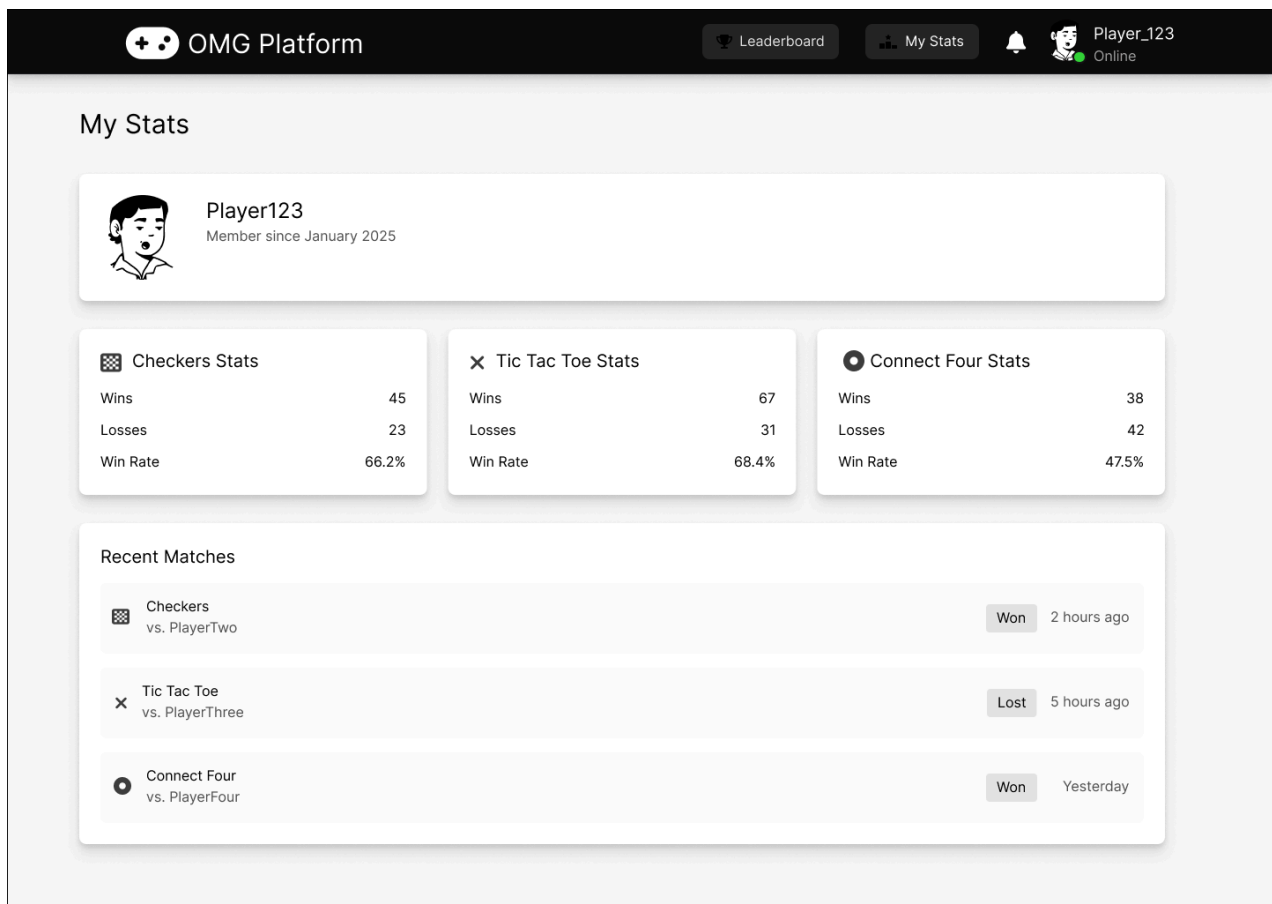 OMG Platform
Leaderboard
My Stats
Player_123
Online
My Stats
Player123
Member since January 2025
Checkers Stats
Wins 45
Losses 23
Win Rate 66.2%
Tic Tac Toe Stats
Wins 67
Losses 31
Win Rate 68.4%
Connect Four Stats
Wins 38
Losses 42
Win Rate 47.5%
Recent Matches
Checkers
vs. PlayerTwo
Won 2 hours ago
Tic Tac Toe
vs. PlayerThree
Lost 5 hours ago
Connect Four
vs. PlayerFour
Won Yesterday